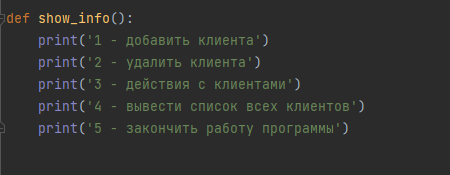 def show_info():
    print('1 - добавить клиента')
    print('2 - удалить клиента')
    print('3 - действия с клиентами')
    print('4 - вывести список всех клиентов')
    print('5 - закончить работу программы')